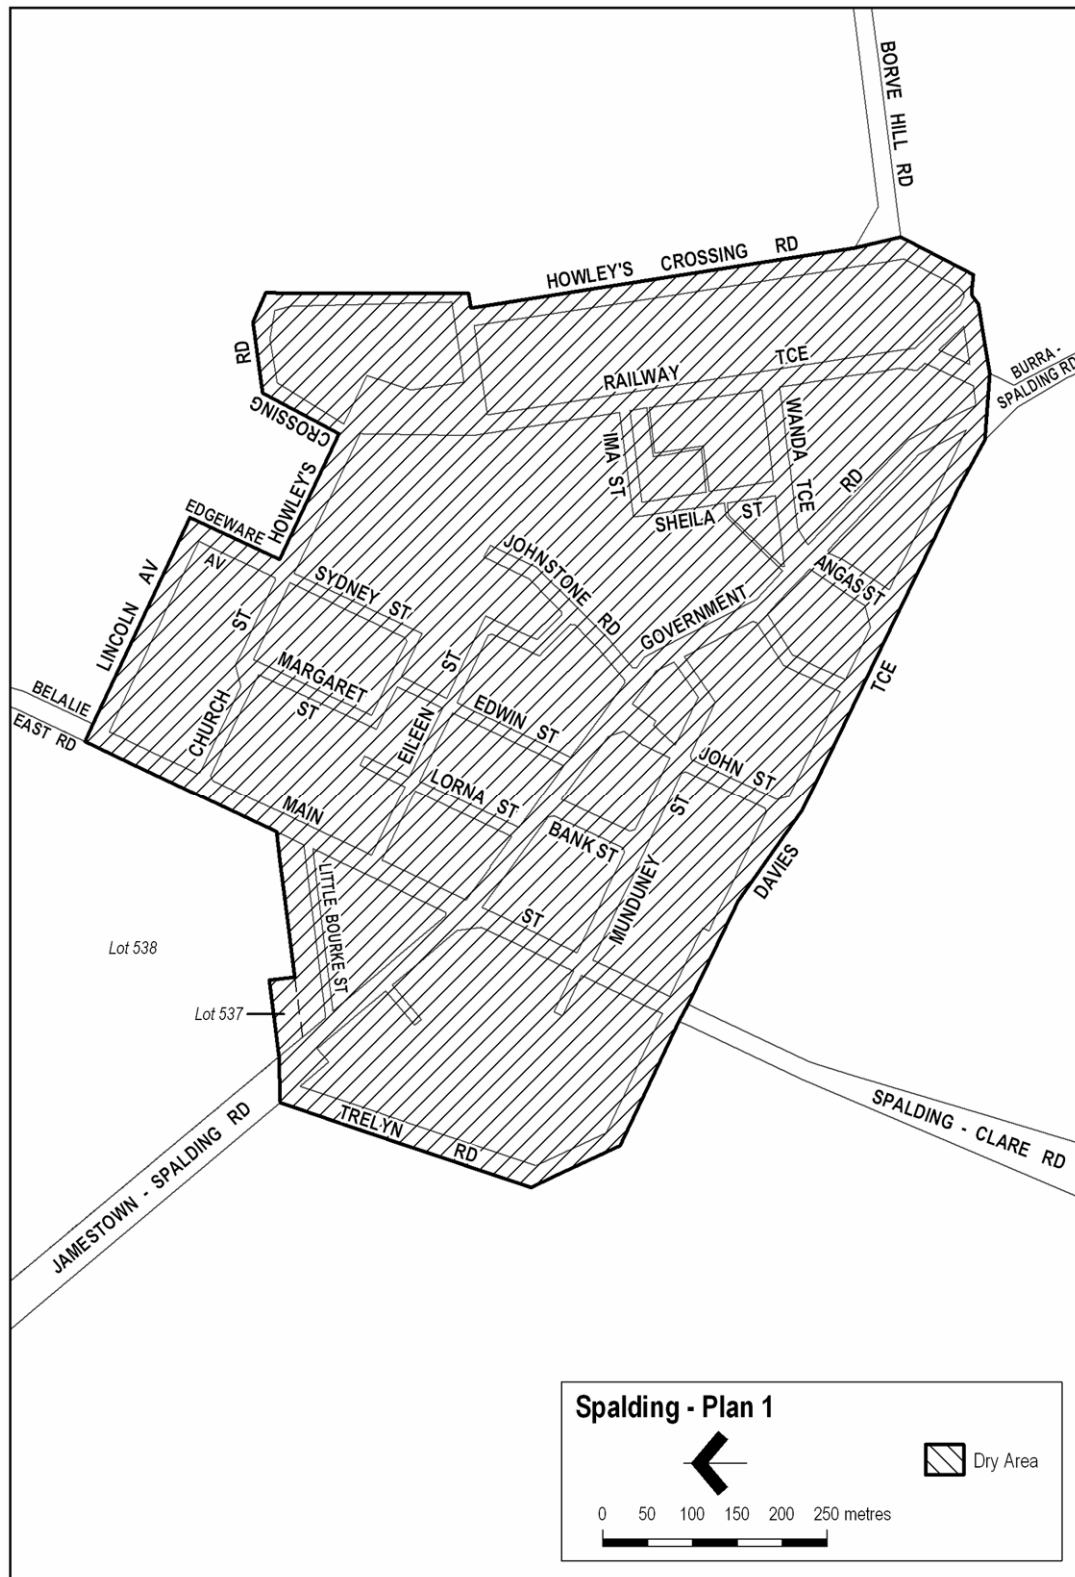 BORVE HILL RD
HOWLEY'S CROSSING RD
RD
CROSSING
HOWLEY'S
BURRA -
SPALDING RD
RAILWAY TCE
WANDA TCE
IMA ST
SHEILA ST
RD
GOVERNMENT
EDGEWARE
AV
LINCOLN AV
SYDNEY ST
JOHNSTONE RD
ANGAS ST
ST
CHURCH
MARGARET
ST
ST
EILEEN
EDWIN ST
TCE
DAVIES
BELALIE
EAST RD
LORNA ST
JOHN ST
MAIN
ST
BANK ST
ST
MUNDUNEY
LITTLE BOURKE ST
Lot 538
Lot 537
TRELYN RD
JAMESTOWN - SPALDING RD
SPALDING - CLARE RD
Spalding - Plan 1
Dry Area
0 50 100 150 200 250 metres